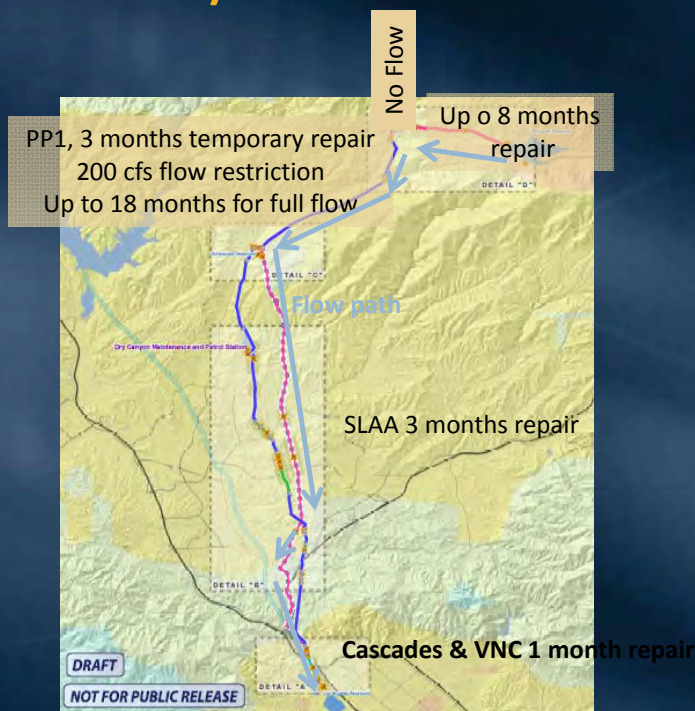 No Flow
Up o 8 months
repair
PP1, 3 months temporary repair
200 cfs flow restriction
Up to 18 months for full flow
DETAIL "D"
DETAIL "C"
Flow path
Dry Canyon Maintenance and Patrol Station
SLAA 3 months repair
DETAIL "B"
Cascades & VNC 1 month repair
DETAIL "A
DRAFT
NOT FOR PUBLIC RELEASE